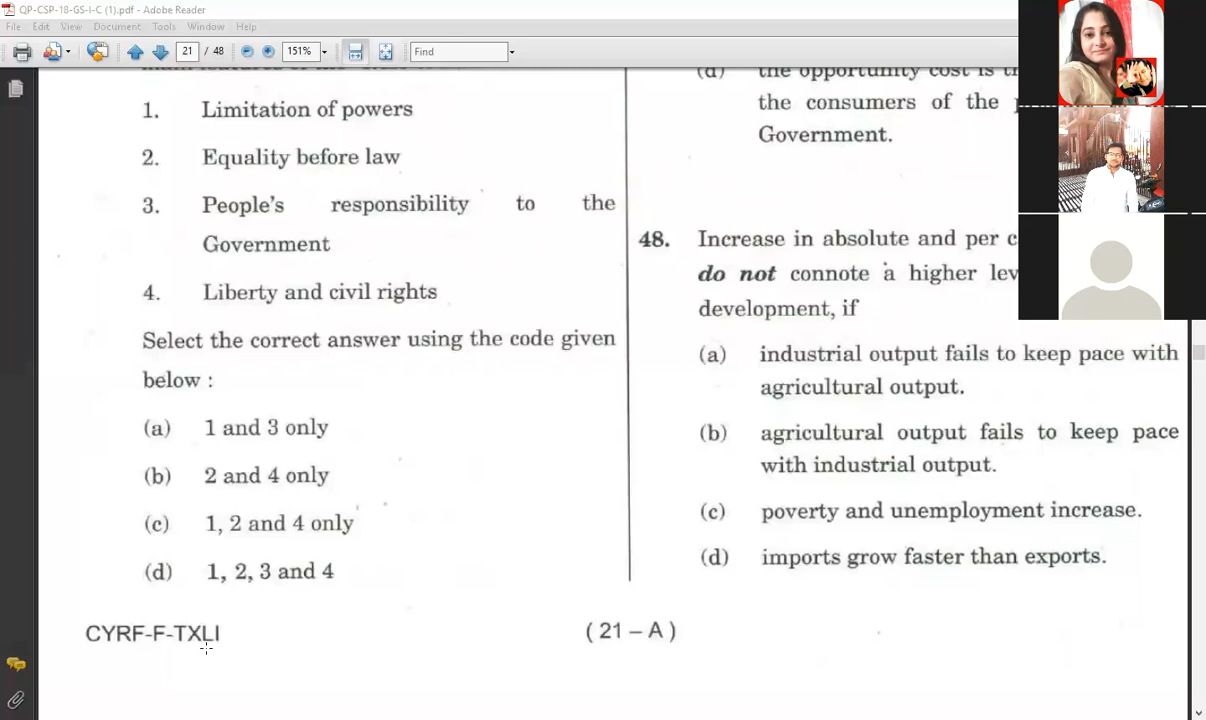 QP-CSP-18-GS-I-C (1).pdf - Adobe Reader
File Edit View Document Tools Window Help
21 / 48 151% Find
1. Limitation of powers
2. Equality before law
3. People's responsibility to the
Government
4. Liberty and civil rights
Select the correct answer using the code given
below :
(a) 1 and 3 only
(b) 2 and 4 only
(c) 1, 2 and 4 only
(d) 1, 2, 3 and 4
(d) the opportunity cost is
the consumers of the
Government.
48. Increase in absolute and per
do not connote a higher
development, if
(a) industrial output fails to keep pace with
agricultural output.
(b) agricultural output fails to keep pace
with industrial output.
(c) poverty and unemployment increase.
(d) imports grow faster than exports.
CYRF-F-TXLI
( 21 – A )